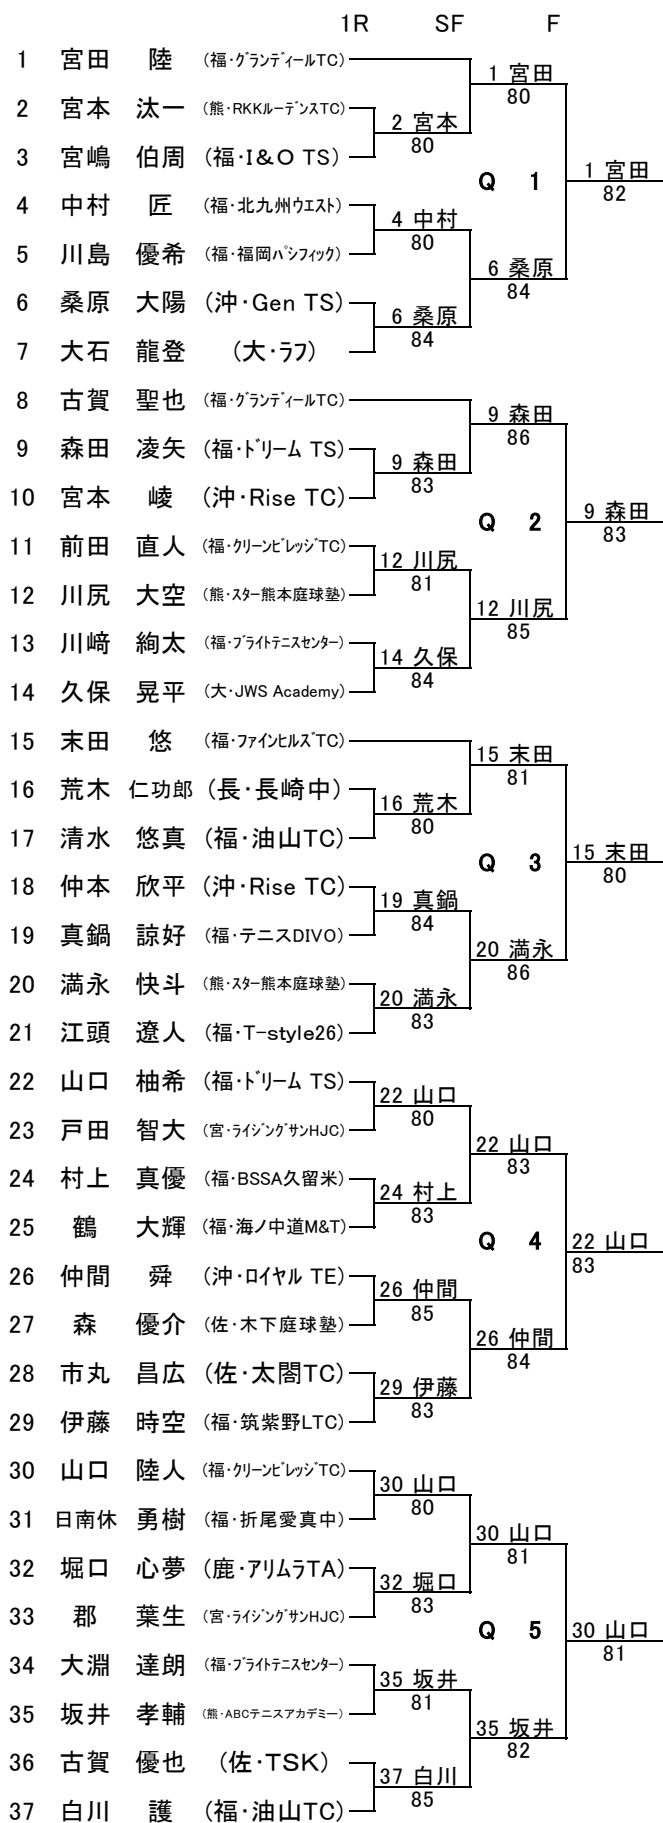 1R SF F
1 宮田 陸 (福・グランディールTC)
1 宮田
80
2 宮本 汰一 (熊・RKKルーデンスTC)
2 宮本
80
3 宮嶋 伯周 (福・I&O TS)
Q 1
1 宮田
82
4 中村 匠 (福・北九州ウエスト)
4 中村
80
5 川島 優希 (福・福岡パシフィック)
6 桑原
84
6 桑原 大陽 (沖・Gen TS)
6 桑原
84
7 大石 龍登 (大・ラフ)
8 古賀 聖也 (福・グランディールTC)
9 森田
86
9 森田 凌矢 (福・ドリーム TS)
9 森田
83
10 宮本 崚 (沖・Rise TC)
Q 2
9 森田
83
11 前田 直人 (福・クリーンビレッジTC)
12 川尻
81
12 川尻 大空 (熊・スター熊本庭球塾)
12 川尻
85
13 川﨑 絢太 (福・ブライトテニスセンター)
14 久保
84
14 久保 晃平 (大・JWS Academy)
15 末田 悠 (福・ファインヒルズTC)
15 末田
81
16 荒木 仁功郎 (長・長崎中)
16 荒木
80
17 清水 悠真 (福・油山TC)
Q 3
15 末田
80
18 仲本 欣平 (沖・Rise TC)
19 真鍋
84
19 真鍋 諒好 (福・テニスDIVO)
20 満永
86
20 満永 快斗 (熊・スター熊本庭球塾)
20 満永
83
21 江頭 遼人 (福・T-style26)
22 山口 柚希 (福・ドリーム TS)
22 山口
80
23 戸田 智大 (宮・ライジングサンHJC)
22 山口
83
24 村上 真優 (福・BSSA久留米)
24 村上
83
25 鶴 大輝 (福・海ノ中道M&T)
Q 4
22 山口
83
26 仲間 舜 (沖・ロイヤル TE)
26 仲間
85
27 森 優介 (佐・木下庭球塾)
26 仲間
84
28 市丸 昌広 (佐・太閤TC)
29 伊藤
83
29 伊藤 時空 (福・筑紫野LTC)
30 山口 陸人 (福・クリーンビレッジTC)
30 山口
80
31 日南休 勇樹 (福・折尾愛真中)
30 山口
81
32 堀口 心夢 (鹿・アリムラTA)
32 堀口
83
33 郡 葉生 (宮・ライジングサンHJC)
Q 5
30 山口
81
34 大淵 達朗 (福・ブライトテニスセンター)
35 坂井
81
35 坂井 孝輔 (熊・ABCテニスアカデミー)
35 坂井
82
36 古賀 優也 (佐・TSK)
37 白川
85
37 白川 護 (福・油山TC)